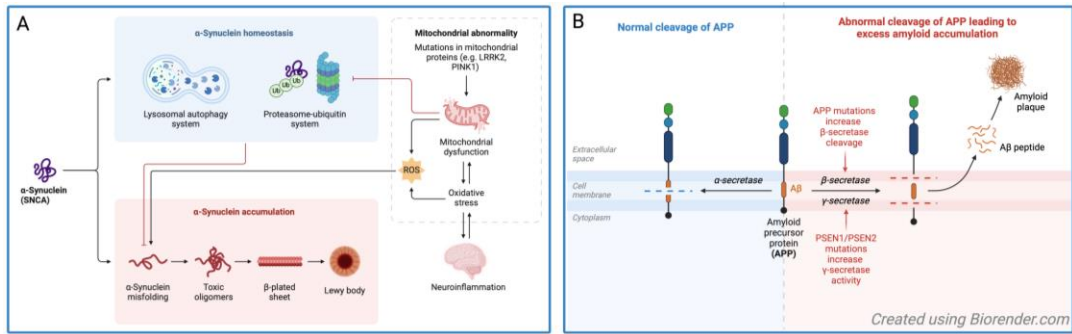 A
α-Synuclein homeostasis
Lysosomal autophagy
system
Ub
Ub
Ub
Ub
Proteasome-ubiquitin
system
Mitochondrial abnormality
Mutations in mitochondrial
proteins (e.g. LRRK2,
PINK1)
Mitochondrial
dysfunction
ROS
Oxidative
stress
Neuroinflammation
α-Synuclein
(SNCA)
α-Synuclein accumulation
α-Synuclein
misfolding
Toxic
oligomers
β-plated
sheet
Lewy body
B
Normal cleavage of APP
Abnormal cleavage of APP leading to
excess amyloid accumulation
Extracellular
space
Cell
membrane
Cytoplasm
α-secretase
Aβ
Amyloid
precursor
protein
(APP)
APP mutations
increase
β-secretase
cleavage
β-secretase
γ-secretase
PSEN1/PSEN2
mutations
increase
γ-secretase
activity
Amyloid
plaque
Aβ peptide
Created using Biorender.com